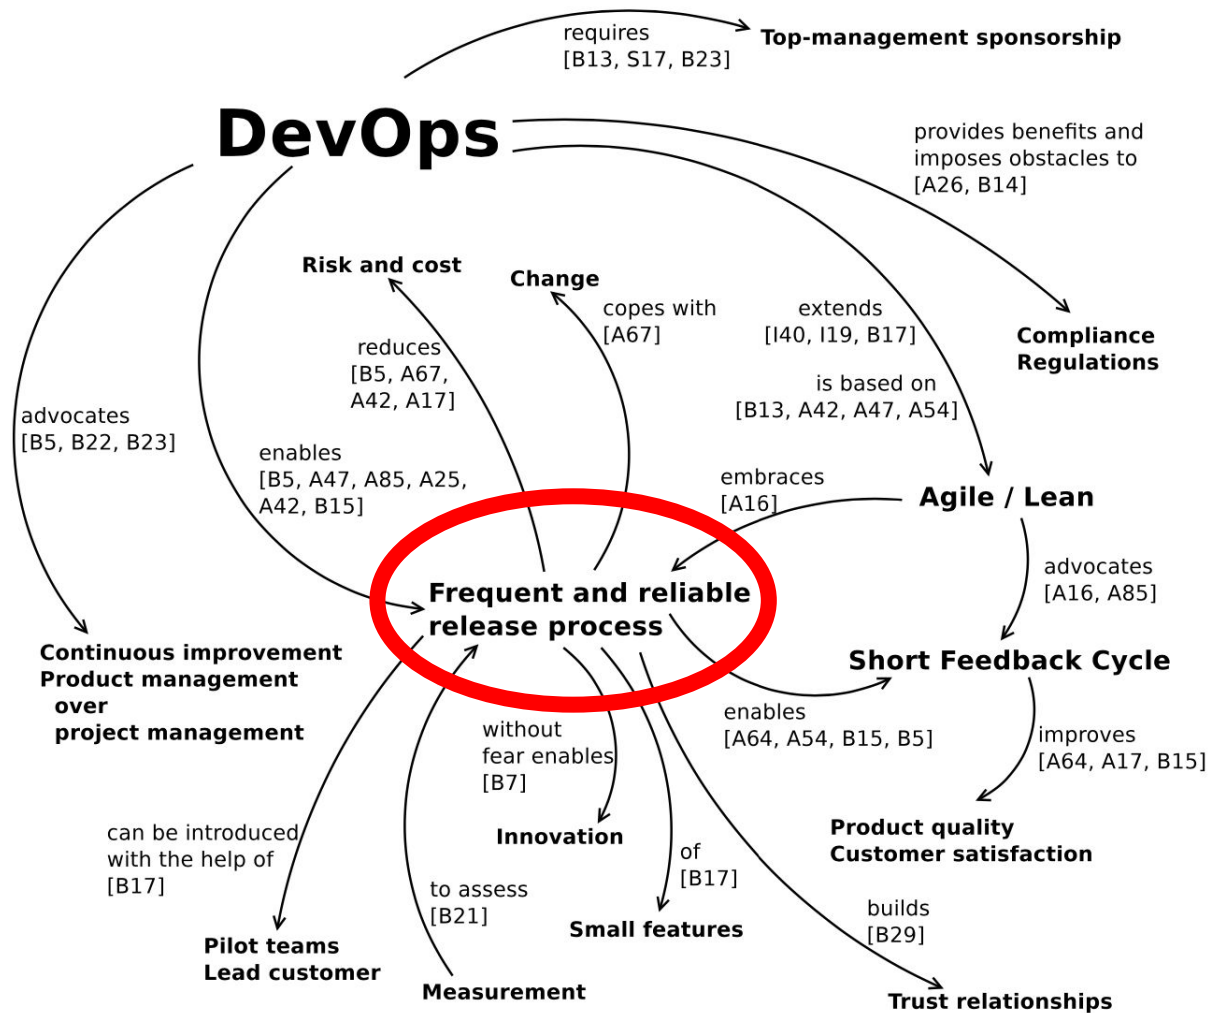 requires
[B13, S17, B23]
Top-management sponsorship
DevOps
provides benefits and
imposes obstacles to
[A26, B14]
Risk and cost
Change
copes with
[A67]
extends
[I40, I19, B17]
Compliance
Regulations
reduces
[B5, A67,
A42, A17]
is based on
[B13, A42, A47, A54]
advocates
[B5, B22, B23]
enables
[B5, A47, A85, A25,
A42, B15]
embraces
[A16]
Agile / Lean
advocates
[A16, A85]
Frequent and reliable
release process
Continuous improvement
Product management
over
project management
Short Feedback Cycle
enables
[A64, A54, B15, B5]
improves
[A64, A17, B15]
without
fear enables
[B7]
Innovation
Product quality
Customer satisfaction
can be introduced
with the help of
[B17]
of
[B17]
to assess
[B21]
builds
[B29]
Small features
Pilot teams
Lead customer
Measurement
Trust relationships